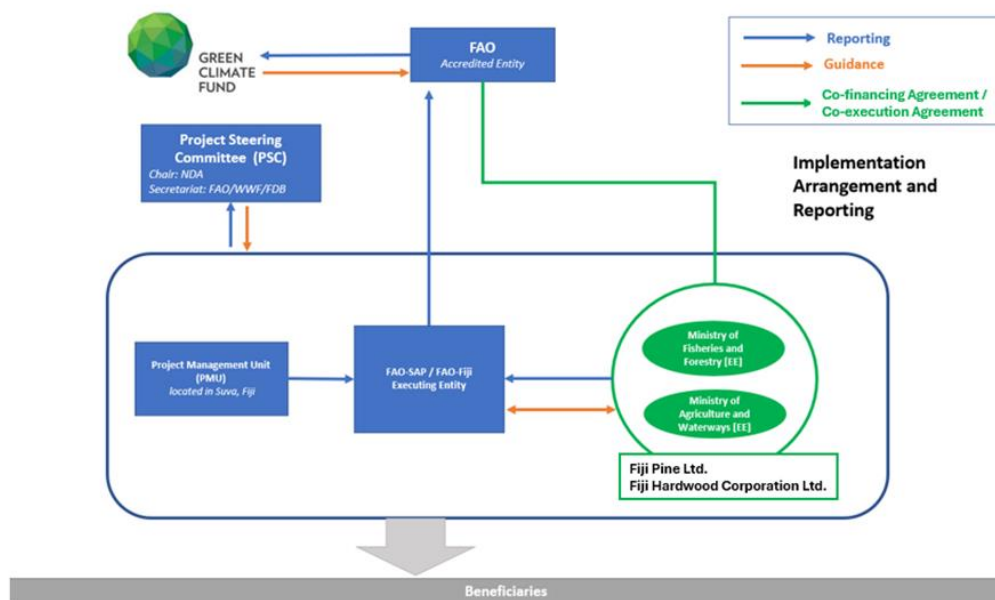 GREEN
CLIMATE
FUND
FAO
Accredited Entity
Reporting
Guidance
Co-financing Agreement /
Co-execution Agreement
Project Steering
Committee (PSC)
Chair: NDA
Secretariat: FAO/WWF/FDB
Implementation
Arrangement and
Reporting
Project Management Unit
(PMU)
located in Suva, Fiji
FAO-SAP / FAO-Fiji
Executing Entity
Ministry of
Fisheries and
Forestry [EE]
Ministry of
Agriculture and
Waterways [EE]
Fiji Pine Ltd.
Fiji Hardwood Corporation Ltd.
Beneficiaries